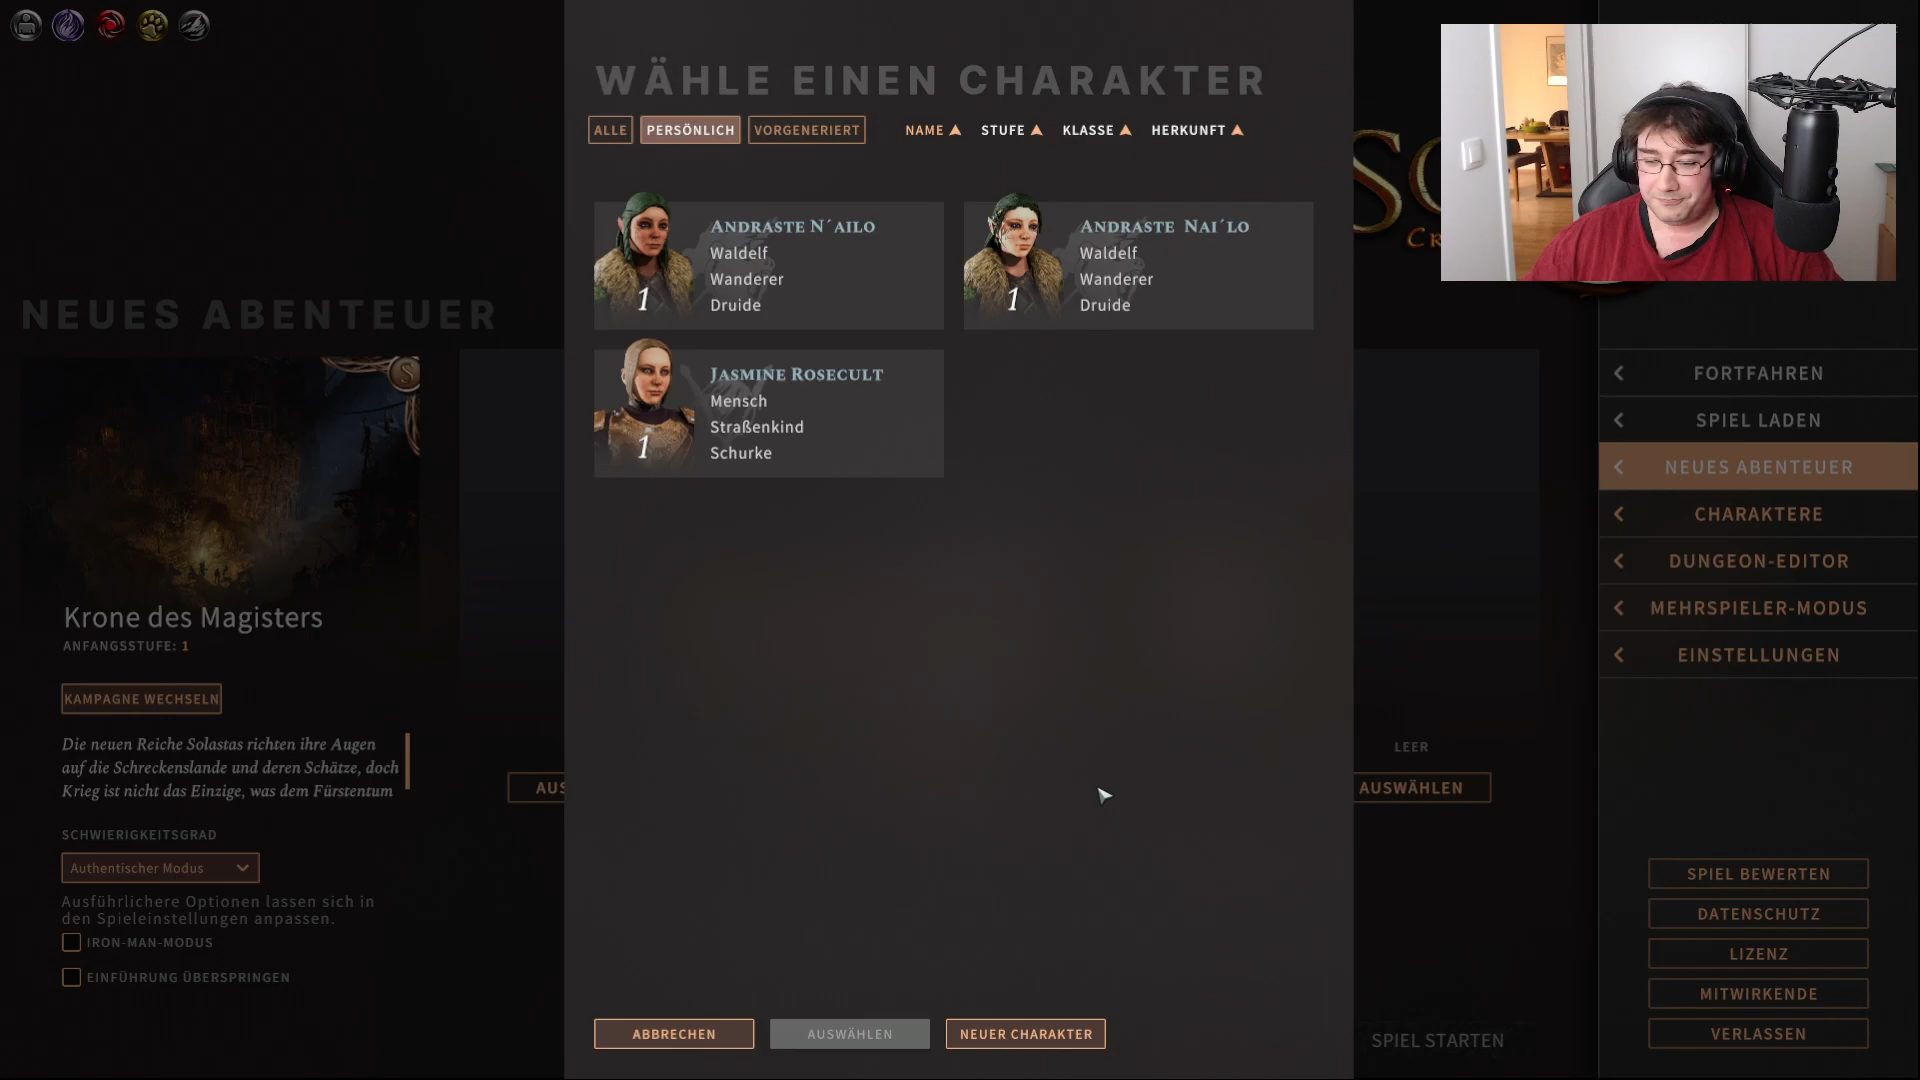 WÄHLE EINEN CHARAKTER
ALLE
PERSÖNLICH
VORGENERIERT
NAME
STUFE
KLASSE
HERKUNFT
ANDRASTE N´AILO
Waldelf
Wanderer
Druide
1
ANDRASTE NAI´LO
Waldelf
Wanderer
Druide
1
JASMINE ROSECULT
Mensch
Straßenkind
Schurke
1
NEUES ABENTEUER
S
Krone des Magisters
ANFANGSSTUFE: 1
KAMPAGNE WECHSELN
Die neuen Reiche Solastas richten ihre Augen
auf die Schreckenslande und deren Schätze, doch
Krieg ist nicht das Einzige, was dem Fürstentum
SCHWIERIGKEITSGRAD
Authentischer Modus
Ausführlichere Optionen lassen sich in
den Spieleinstellungen anpassen.
IRON-MAN-MODUS
EINFÜHRUNG ÜBERSPRINGEN
AUS
LEER
AUSWÄHLEN
ABBRECHEN
AUSWÄHLEN
NEUER CHARAKTER
SPIEL STARTEN
FORTFAHREN
SPIEL LADEN
NEUES ABENTEUER
CHARAKTERE
DUNGEON-EDITOR
MEHRSPIELER-MODUS
EINSTELLUNGEN
SPIEL BEWERTEN
DATENSCHUTZ
LIZENZ
MITWIRKENDE
VERLASSEN